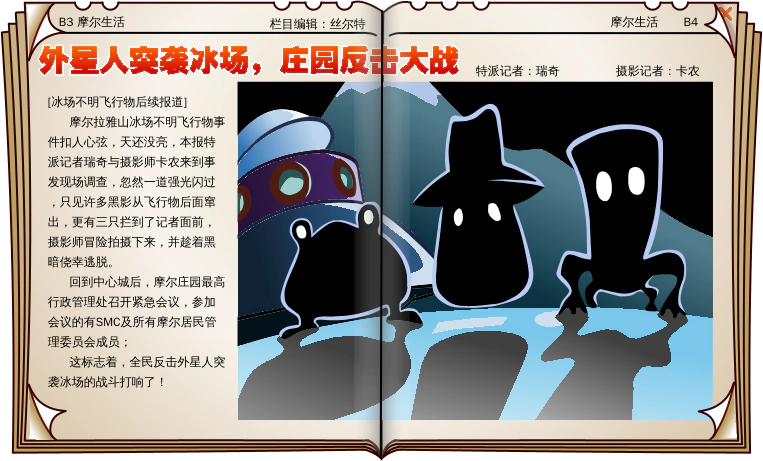 B3 摩尔生活
栏目编辑：丝尔特
摩尔生活 B4
外星人突袭冰场，庄园反击大战
特派记者：瑞奇 摄影记者：卡农
[冰场不明飞行物后续报道]
摩尔拉雅山冰场不明飞行物事
件扣人心弦，天还没亮，本报特
派记者瑞奇与摄影师卡农来到事
发现场调查，忽然一道强光闪过
，只见许多黑影从飞行物后面窜
出，更有三只拦到了记者面前，
摄影师冒险拍摄下来，并趁着黑
暗侥幸逃脱。
回到中心城后，摩尔庄园最高
行政管理处召开紧急会议，参加
会议的有SMC及所有摩尔居民管
理委员会成员；
这标志着，全民反击外星人突
袭冰场的战斗打响了！